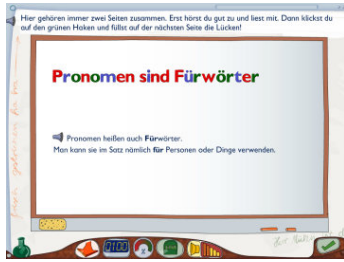 Hier gehören immer zwei Seiten zusammen. Erst hörst du gut zu und liest mit. Dann klickst du
auf den grünen Haken und füllst auf der nächsten Seite die Lücken!
Pronomen sind Fürwörter
Pronomen heißen auch Fürwörter.
Man kann sie im Satz nämlich für Personen oder Dinge verwenden.